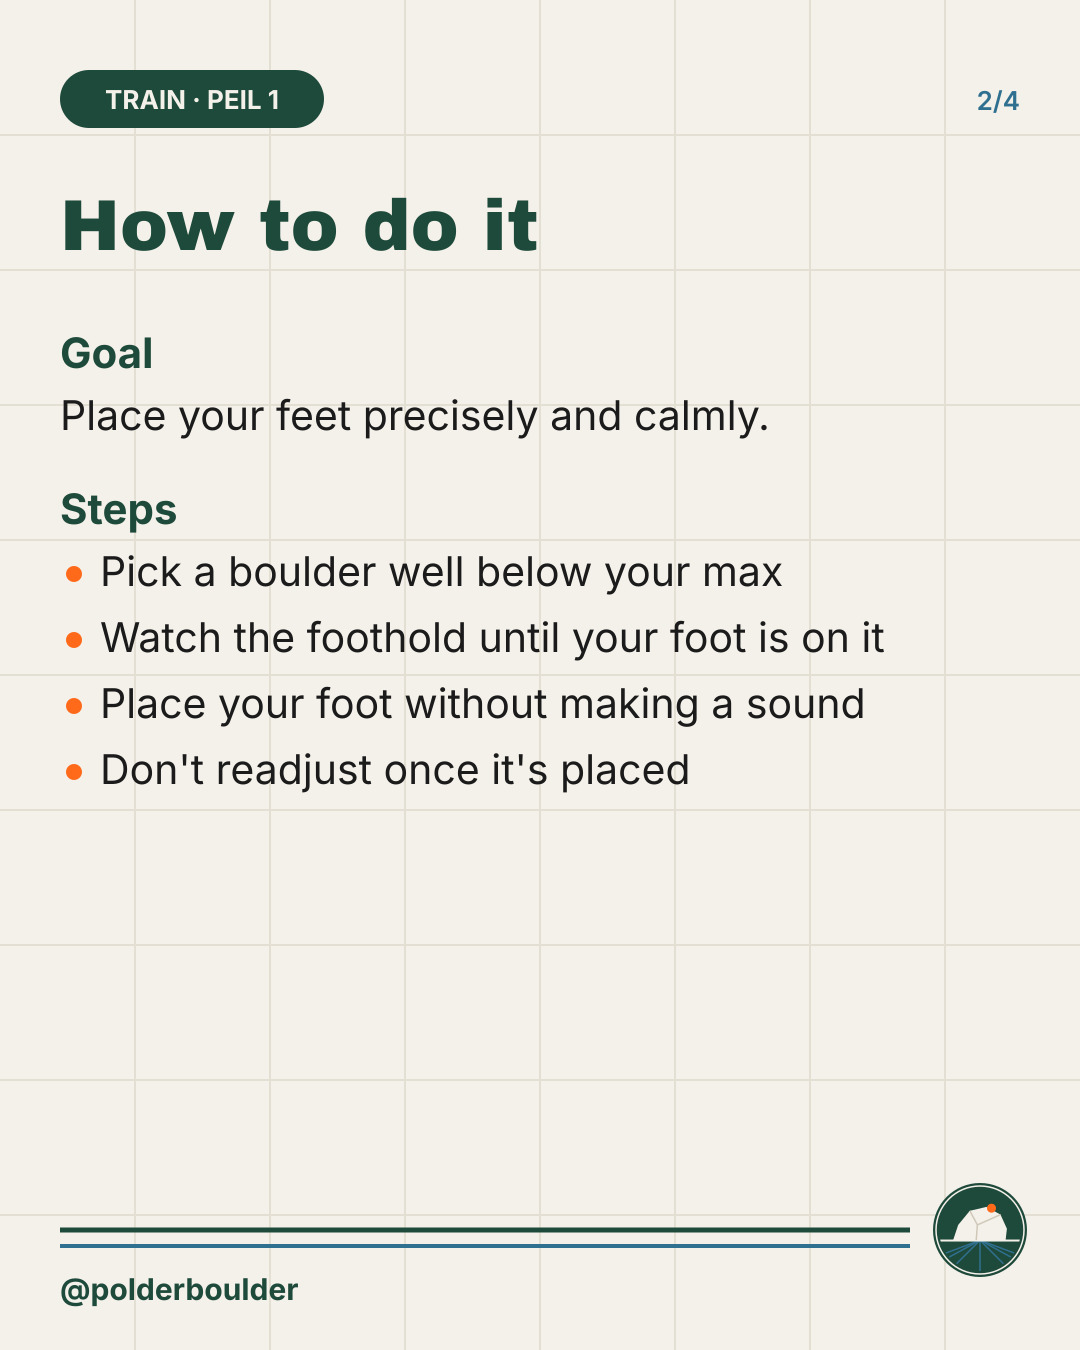 TRAIN · PEIL 1
2/4
How to do it
Goal
Place your feet precisely and calmly.
Steps
Pick a boulder well below your max
Watch the foothold until your foot is on it
Place your foot without making a sound
Don't readjust once it's placed
@polderboulder